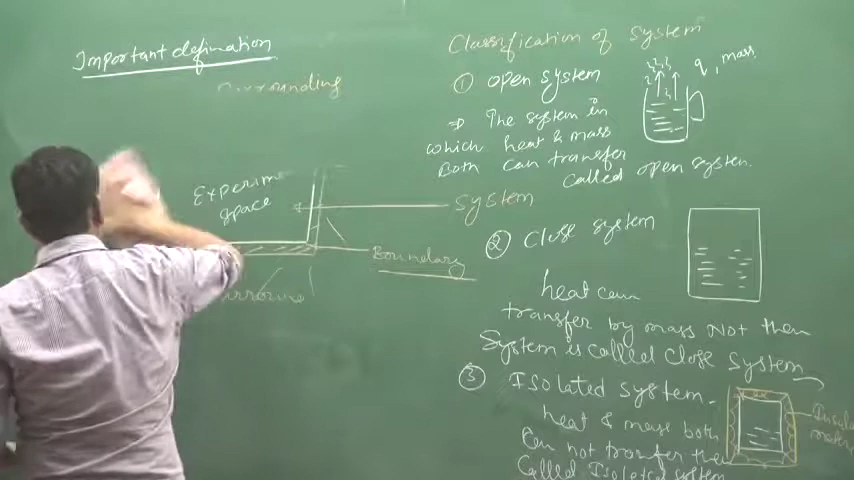 Important defination
Surrounding
Experim
space
System
Boundary
Classification of System
① open system
q, mass
⇒ The system in
which heat & mass
Both can transfer
called open system.
② Close system
heat can
transfer by mass Not then
System is called Close System
③ Isolated system.
heat & mass both
Can not transfer the
Called Isolated system